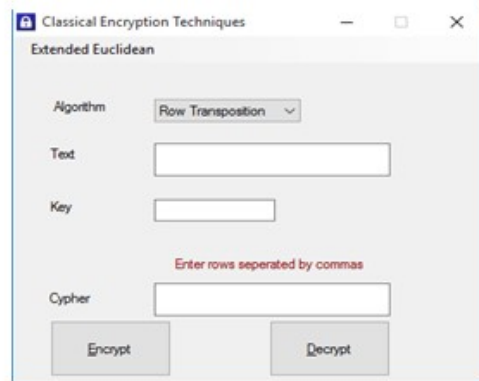 Classical Encryption Techniques
Extended Euclidean
Algorithm Row Transposition
Text
Key
Enter rows seperated by commas
Cypher
Encrypt Decrypt